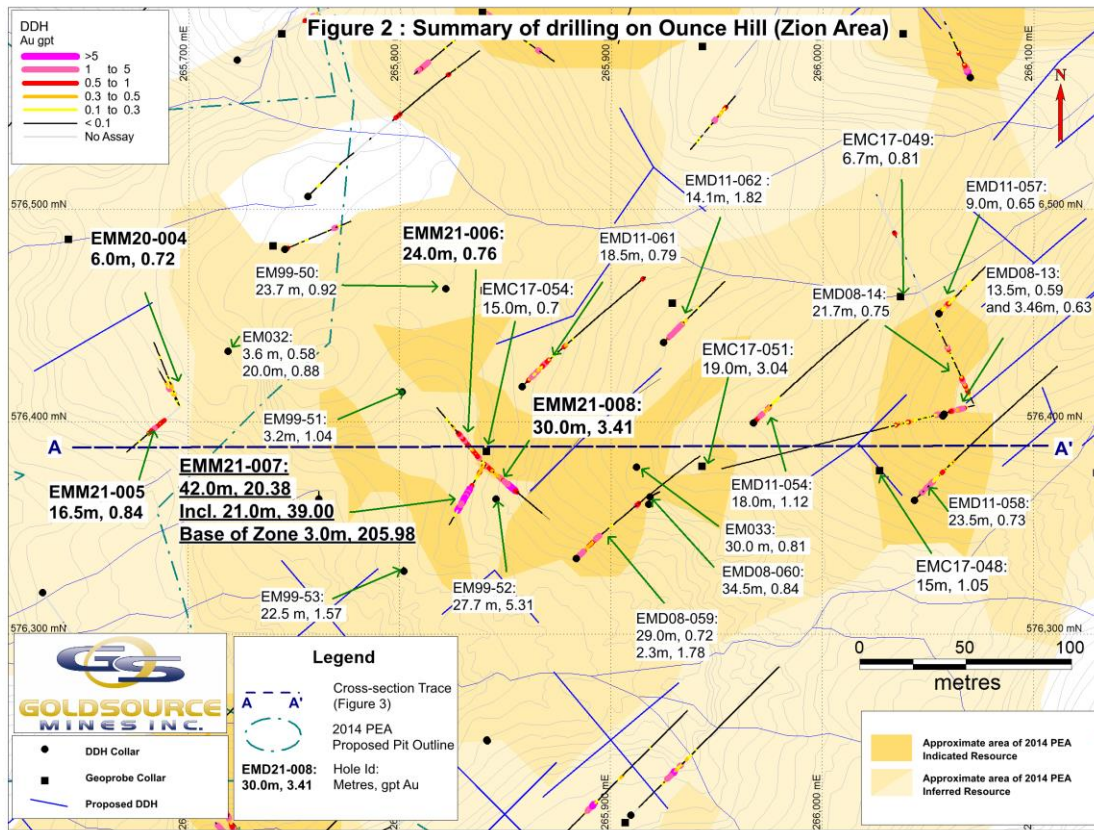 Figure 2 : Summary of drilling on Ounce Hill (Zion Area)
DDH
Au gpt
>5
1 to 5
0.5 to 1
0.3 to 0.5
0.1 to 0.3
< 0.1
No Assay
265,700 mE
265,800 mE
265,900 mE
266,000 mE
266,100 mE
N
EMC17-049:
6.7m, 0.81
EMD11-062 :
14.1m, 1.82
EMD11-057:
9.0m, 0.65
576,500 mN
6,500 mN
EMM20-004
6.0m, 0.72
EMM21-006:
24.0m, 0.76
EMD11-061
18.5m, 0.79
EM99-50:
23.7 m, 0.92
EMC17-054:
15.0m, 0.7
EMD08-14:
21.7m, 0.75
EMD08-13:
13.5m, 0.59
and 3.46m, 0.63
EM032:
3.6 m, 0.58
20.0m, 0.88
EMC17-051:
19.0m, 3.04
EM99-51:
3.2m, 1.04
EMM21-008:
30.0m, 3.41
576,400 mN
576,400 mN
A
A'
EMM21-005
16.5m, 0.84
EMM21-007:
42.0m, 20.38
Incl. 21.0m, 39.00
Base of Zone 3.0m, 205.98
EMD11-054:
18.0m, 1.12
EMD11-058:
23.5m, 0.73
EM033:
30.0 m, 0.81
EMC17-048:
15m, 1.05
EM99-53:
22.5 m, 1.57
EM99-52:
27.7 m, 5.31
EMD08-060:
34.5m, 0.84
EMD08-059:
29.0m, 0.72
2.3m, 1.78
576,300 mN
576,300 mN
0 50 100
metres
GOLDSOURCE
MINES INC.
DDH Collar
Geoprobe Collar
Proposed DDH
Legend
A A'
Cross-section Trace
(Figure 3)
2014 PEA
Proposed Pit Outline
EMD21-008:
30.0m, 3.41
Hole Id:
Metres, gpt Au
Approximate area of 2014 PEA
Indicated Resource
Approximate area of 2014 PEA
Inferred Resource
265,900 mE
266,000 mE